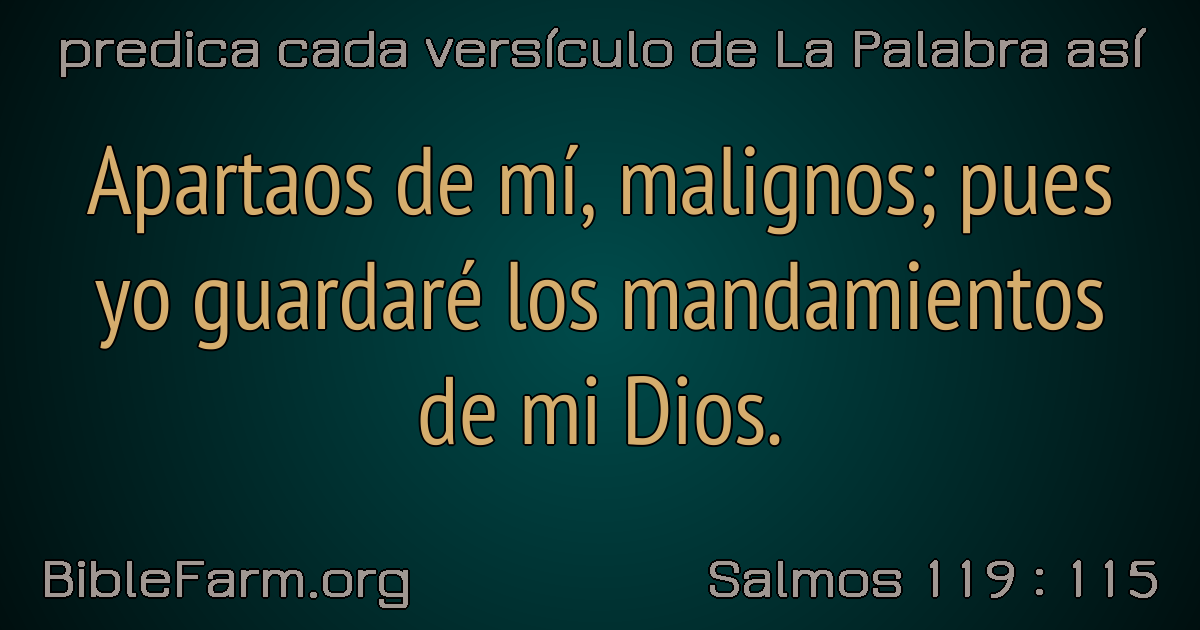 predica cada versículo de La Palabra así
Apartaos de mí, malignos; pues
yo guardaré los mandamientos
de mi Dios.
BibleFarm.org
Salmos 119 : 115